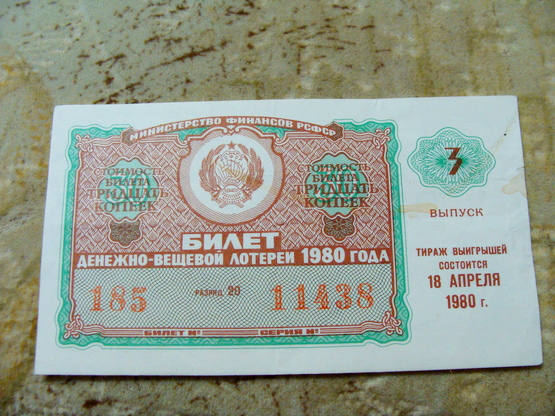 МИНИСТЕРСТВО ФИНАНСОВ РСФСР
СТОИМОСТЬ
БИЛЕТА
ТРИДЦАТЬ
КОПЕЕК
СТОИМОСТЬ
БИЛЕТА
ТРИДЦАТЬ
КОПЕЕК
БИЛЕТ
ДЕНЕЖНО-ВЕЩЕВОЙ ЛОТЕРЕИ 1980 ГОДА
185 РАЗРЯД 20 11438
БИЛЕТ № СЕРИЯ №
3
ВЫПУСК
ТИРАЖ ВЫИГРЫШЕЙ
СОСТОИТСЯ
18 АПРЕЛЯ
1980 г.